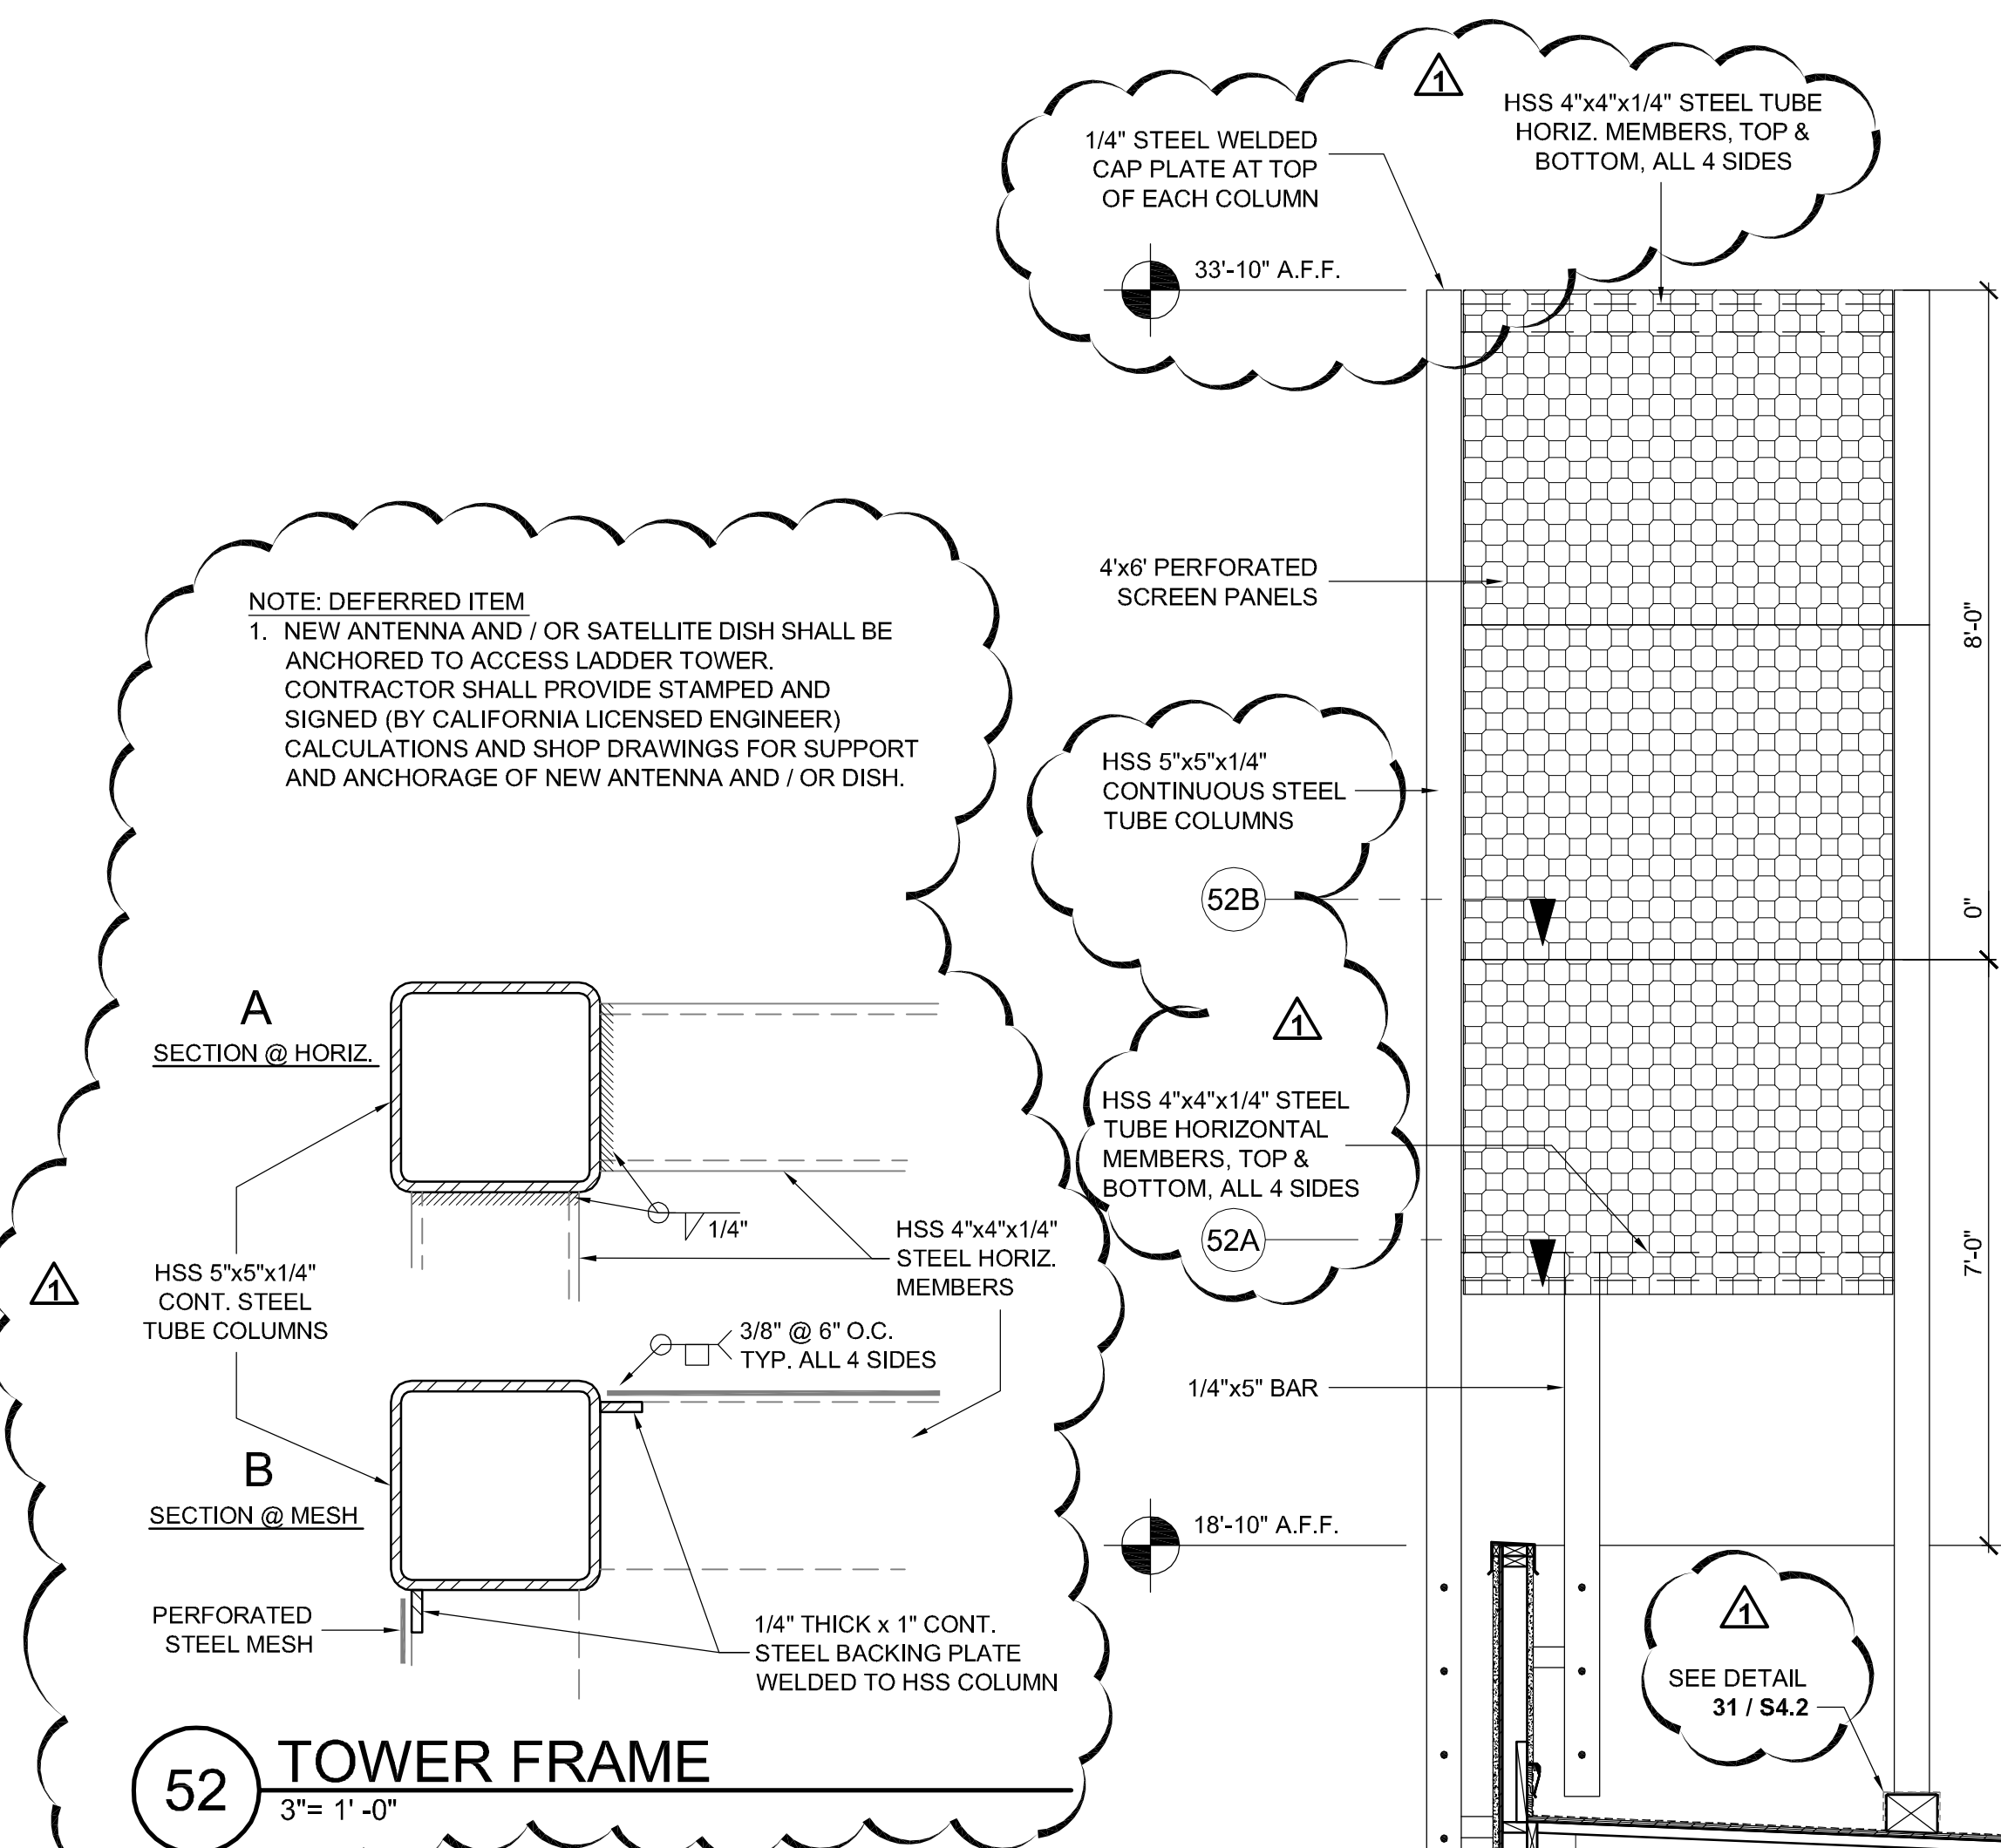 1
HSS 4"x4"x1/4" STEEL TUBE
HORIZ. MEMBERS, TOP &
BOTTOM, ALL 4 SIDES
1/4" STEEL WELDED
CAP PLATE AT TOP
OF EACH COLUMN
33'-10" A.F.F.
4'x6' PERFORATED
SCREEN PANELS
8'-0"
NOTE: DEFERRED ITEM
1. NEW ANTENNA AND / OR SATELLITE DISH SHALL BE
ANCHORED TO ACCESS LADDER TOWER.
CONTRACTOR SHALL PROVIDE STAMPED AND
SIGNED (BY CALIFORNIA LICENSED ENGINEER)
CALCULATIONS AND SHOP DRAWINGS FOR SUPPORT
AND ANCHORAGE OF NEW ANTENNA AND / OR DISH.
HSS 5"x5"x1/4"
CONTINUOUS STEEL
TUBE COLUMNS
52B
0"
1
HSS 4"x4"x1/4" STEEL
TUBE HORIZONTAL
MEMBERS, TOP &
BOTTOM, ALL 4 SIDES
52A
7'-0"
A
SECTION @ HORIZ.
1/4"
HSS 4"x4"x1/4"
STEEL HORIZ.
MEMBERS
1
HSS 5"x5"x1/4"
CONT. STEEL
TUBE COLUMNS
3/8" @ 6" O.C.
TYP. ALL 4 SIDES
1/4"x5" BAR
B
SECTION @ MESH
18'-10" A.F.F.
PERFORATED
STEEL MESH
1/4" THICK x 1" CONT.
STEEL BACKING PLATE
WELDED TO HSS COLUMN
1
SEE DETAIL
31 / S4.2
52
TOWER FRAME
3"= 1' -0"